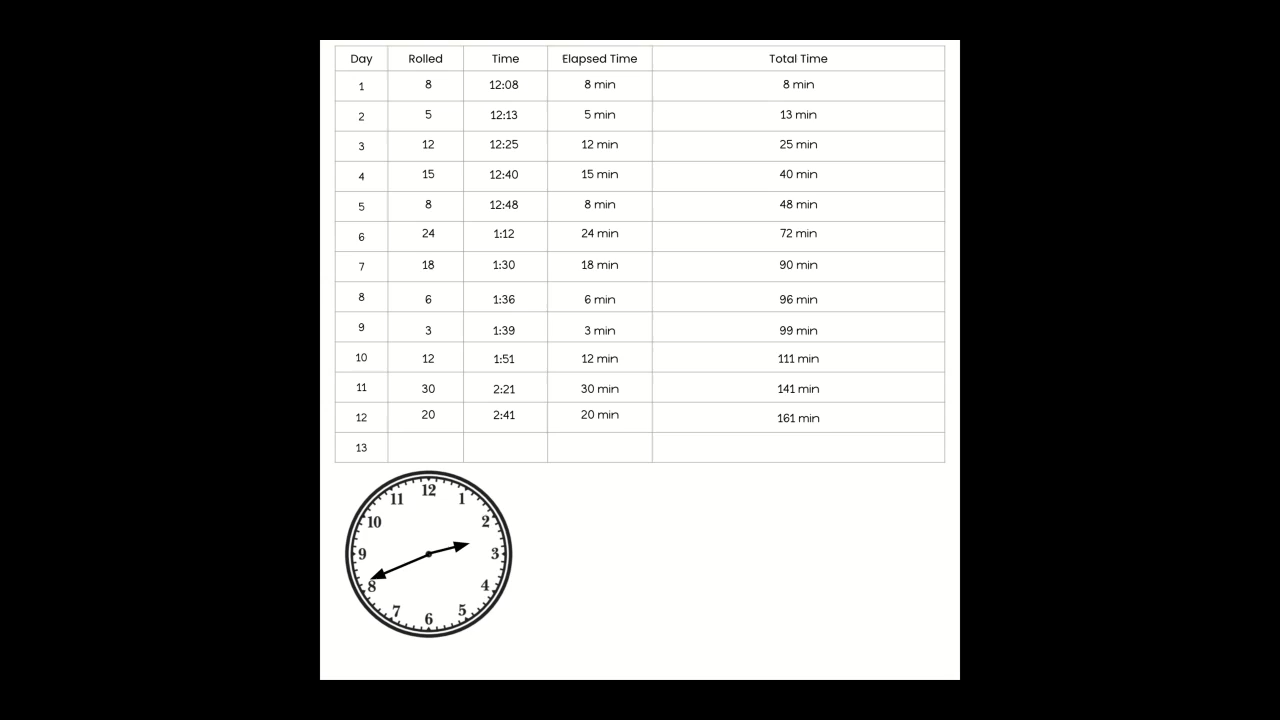 Day Rolled Time Elapsed Time Total Time
1 8 12:08 8 min 8 min
2 5 12:13 5 min 13 min
3 12 12:25 12 min 25 min
4 15 12:40 15 min 40 min
5 8 12:48 8 min 48 min
6 24 1:12 24 min 72 min
7 18 1:30 18 min 90 min
8 6 1:36 6 min 96 min
9 3 1:39 3 min 99 min
10 12 1:51 12 min 111 min
11 30 2:21 30 min 141 min
12 20 2:41 20 min 161 min
13
12
11 1
10 2
9 3
8 4
7 5
6